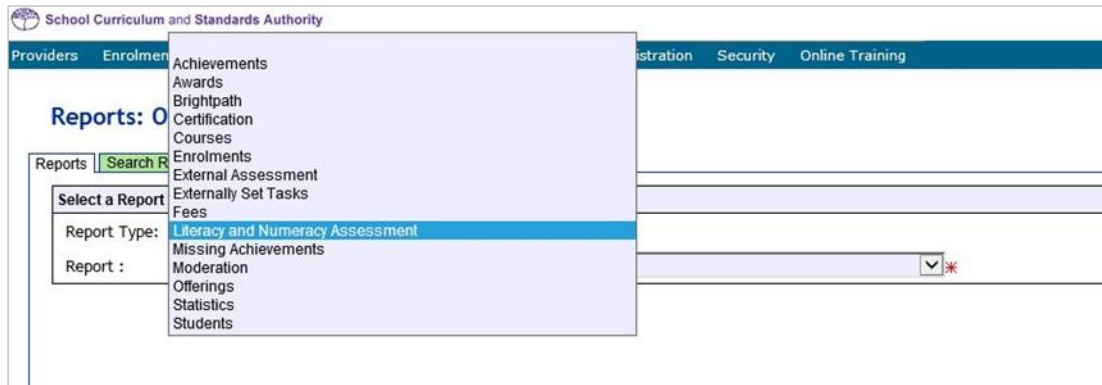 School Curriculum and Standards Authority
Providers Enrolmen istration Security Online Training
Reports: O
Reports Search R
Select a Report
Report Type:
Report :
Achievements
Awards
Brightpath
Certification
Courses
Enrolments
External Assessment
Externally Set Tasks
Fees
Literacy and Numeracy Assessment
Missing Achievements
Moderation
Offerings
Statistics
Students